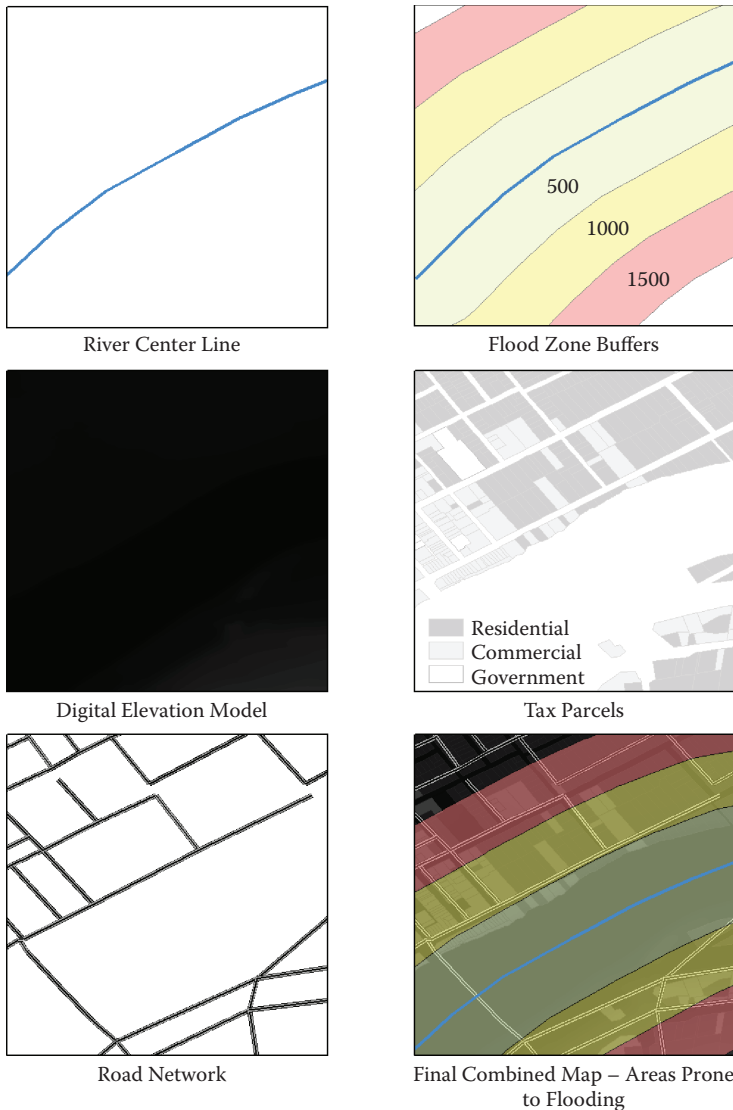 500
1000
1500
River Center Line
Flood Zone Buffers
Residential
Commercial
Government
Digital Elevation Model
Tax Parcels
Road Network
Final Combined Map – Areas Prone
to Flooding